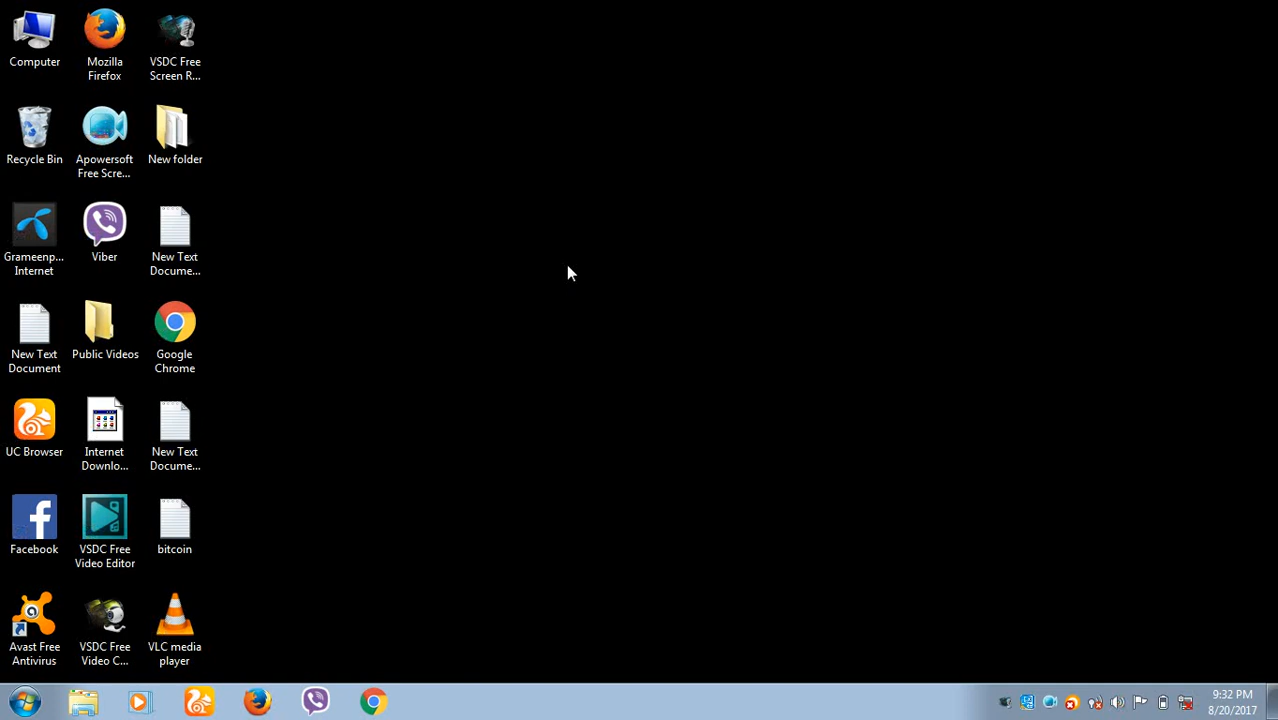 Computer
Mozilla
Firefox
VSDC Free
Screen R...
Recycle Bin
Apowersoft
Free Scre...
New folder
Grameenp...
Internet
Viber
New Text
Docume...
New Text
Document
Public Videos
Google
Chrome
UC Browser
Internet
Downlo...
New Text
Docume...
Facebook
VSDC Free
Video Editor
bitcoin
Avast Free
Antivirus
VSDC Free
Video C...
VLC media
player
9:32 PM
8/20/2017